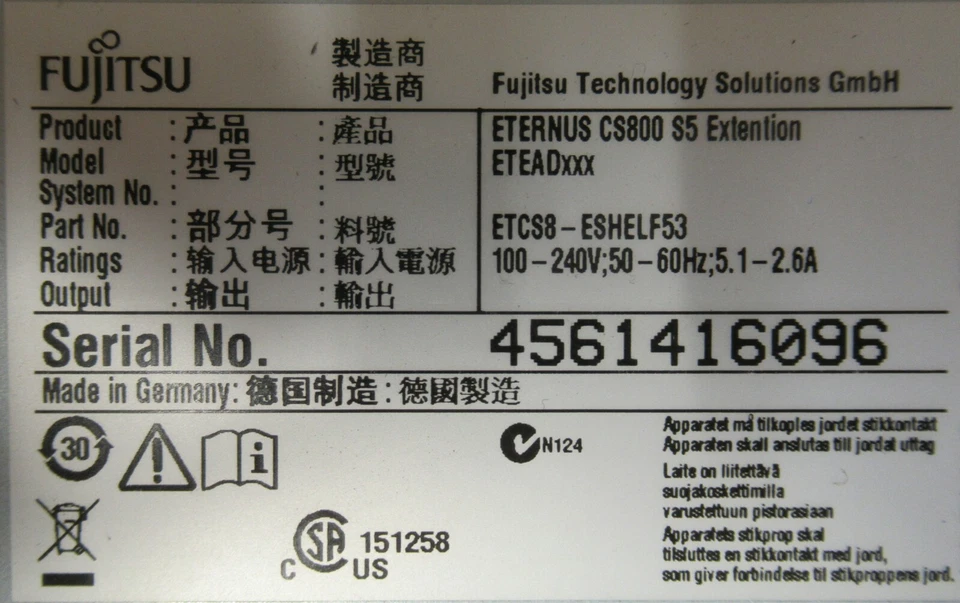 FUJITSU 製造商
制造商 Fujitsu Technology Solutions GmbH
Product : 产品 : 產品 ETERNUS CS800 S5 Extention
Model : 型号 : 型號 ETEADxxx
System No. : :
Part No. : 部分号 : 料號 ETCS8-ESHELF53
Ratings : 输入电源 : 輸入電源 100-240V;50-60Hz;5.1-2.6A
Output : 输出 : 輸出
Serial No. 4561416096
Made in Germany: 德国制造: 德國製造
30 i
N124
Apparatet må tilkoples jordet stikkontakt
Apparaten skall anslutas till jordat uttag
Laite on liitettävä
suojakoskettimilla
varustettuun pistorasiaan
Apparatets stikprop skal
tilsluttes en stikkontakt med jord,
som giver forbindelse til stikproppens jord.
C SA US 151258